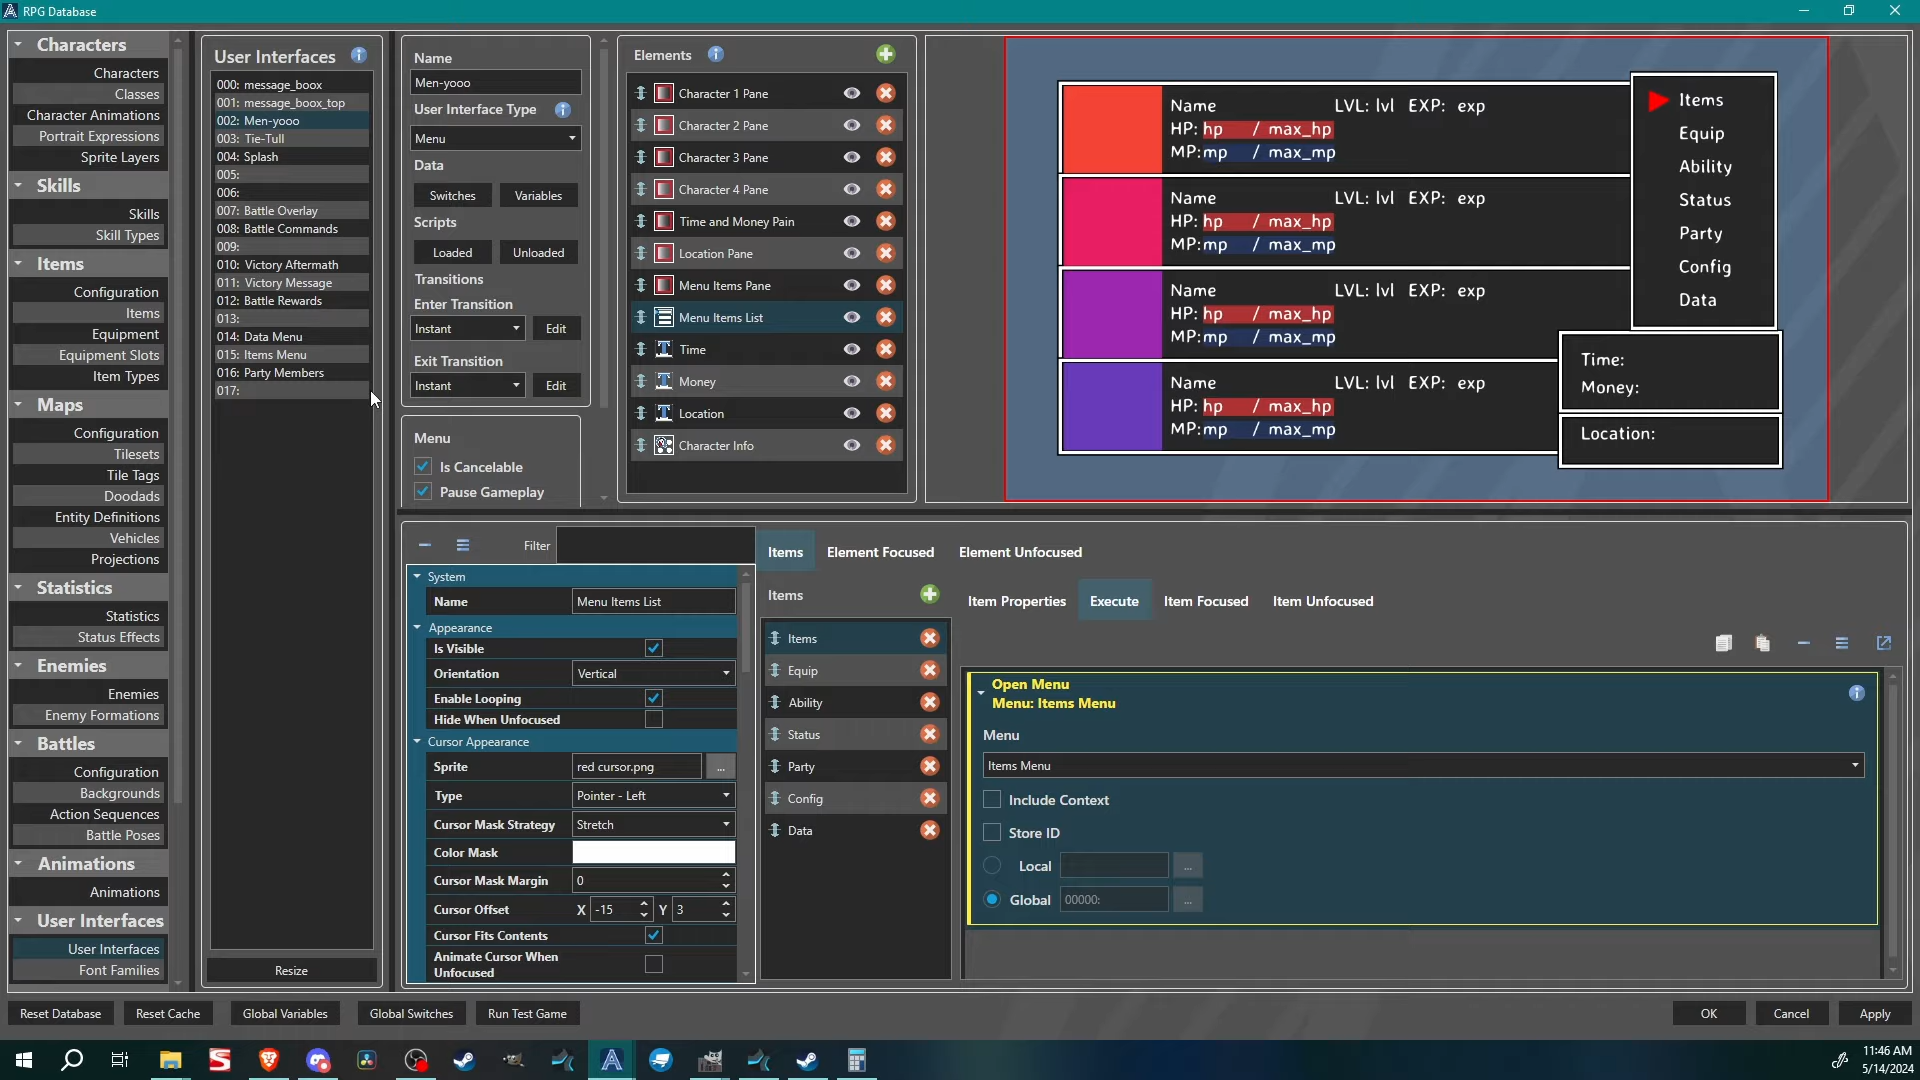 RPG Database
Characters
Characters
Classes
Character Animations
Portrait Expressions
Sprite Layers
Skills
Skills
Skill Types
Items
Configuration
Items
Equipment
Equipment Slots
Item Types
Maps
Configuration
Tilesets
Tile Tags
Doodads
Entity Definitions
Vehicles
Projections
Statistics
Statistics
Status Effects
Enemies
Enemies
Enemy Formations
Battles
Configuration
Backgrounds
Action Sequences
Battle Poses
Animations
Animations
User Interfaces
User Interfaces
Font Families
User Interfaces
000: message_boox
001: message_boox_top
002: Men-yooo
003: Tie-Tull
004: Splash
005:
006:
007: Battle Overlay
008: Battle Commands
009:
010: Victory Aftermath
011: Victory Message
012: Battle Rewards
013:
014: Data Menu
015: Items Menu
016: Party Members
017:
Resize
Name
Men-yooo
User Interface Type
Menu
Data
Switches Variables
Scripts
Loaded Unloaded
Transitions
Enter Transition
Instant Edit
Exit Transition
Instant Edit
Menu
Is Cancelable
Pause Gameplay
Elements
Character 1 Pane
Character 2 Pane
Character 3 Pane
Character 4 Pane
Time and Money Pain
Location Pane
Menu Items Pane
Menu Items List
Time
Money
Location
Character Info
Name LVL: lvl EXP: exp
HP: hp / max_hp
MP: mp / max_mp
Name LVL: lvl EXP: exp
HP: hp / max_hp
MP: mp / max_mp
Name LVL: lvl EXP: exp
HP: hp / max_hp
MP: mp / max_mp
Name LVL: lvl EXP: exp
HP: hp / max_hp
MP: mp / max_mp
Items
Equip
Ability
Status
Party
Config
Data
Time:
Money:
Location:
Filter
System
Name Menu Items List
Appearance
Is Visible
Orientation Vertical
Enable Looping
Hide When Unfocused
Cursor Appearance
Sprite red cursor.png ...
Type Pointer - Left
Cursor Mask Strategy Stretch
Color Mask
Cursor Mask Margin 0
Cursor Offset X -15 Y 3
Cursor Fits Contents
Animate Cursor When
Unfocused
Items Element Focused Element Unfocused
Items
Items
Equip
Ability
Status
Party
Config
Data
Item Properties Execute Item Focused Item Unfocused
Open Menu
Menu: Items Menu
Menu
Items Menu
Include Context
Store ID
Local ...
Global 00000: ...
Reset Database Reset Cache Global Variables Global Switches Run Test Game OK Cancel Apply
11:46 AM
5/14/2024